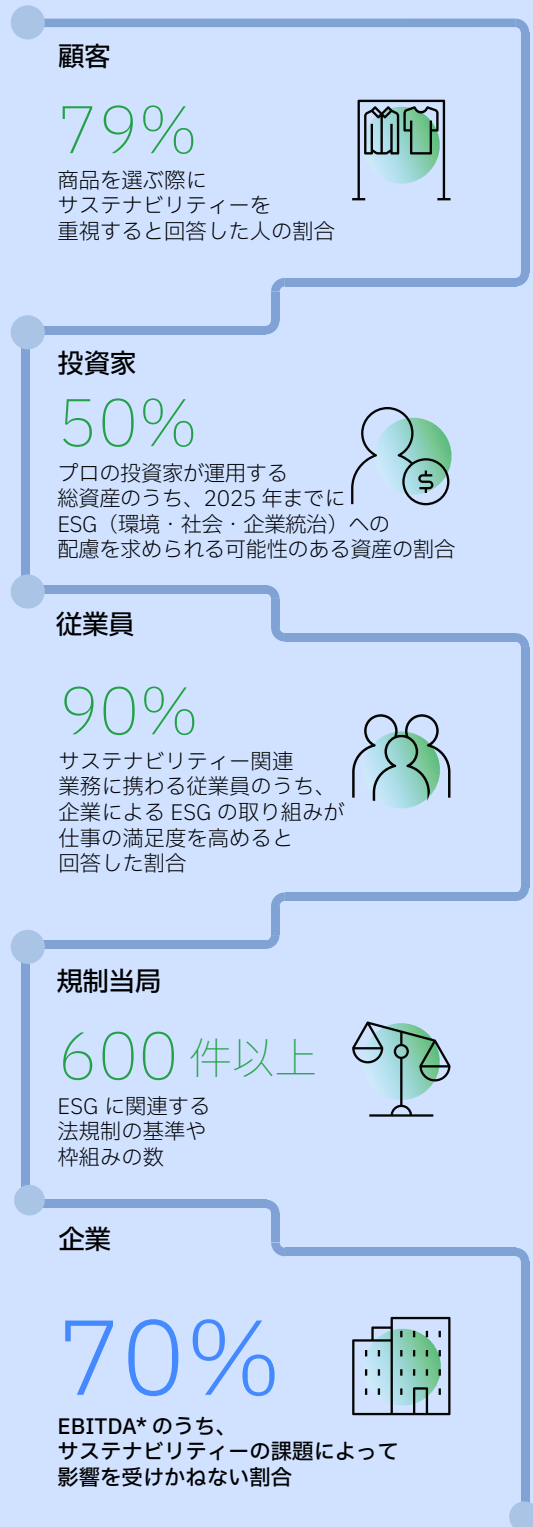 顧客
79%
商品を選ぶ際に
サステナビリティーを
重視すると回答した人の割合
投資家
50%
プロの投資家が運用する
総資産のうち、2025 年までに
ESG（環境・社会・企業統治）への
配慮を求められる可能性のある資産の割合
$
従業員
90%
サステナビリティー関連
業務に携わる従業員のうち、
企業による ESG の取り組みが
仕事の満足度を高めると
回答した割合
規制当局
600 件以上
ESG に関連する
法規制の基準や
枠組みの数
企業
70%
EBITDA* のうち、
サステナビリティーの課題によって
影響を受けかねない割合